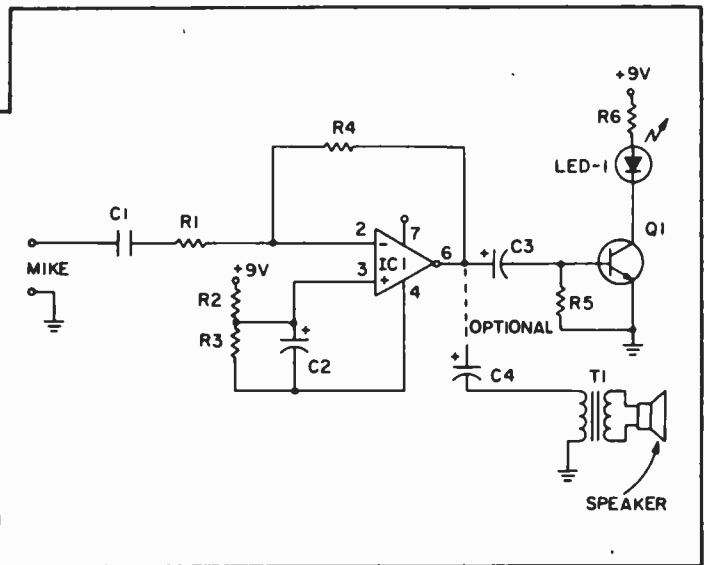 +9V
R6
LED-1
R4
C1
R1
2
-
7
Q1
IC1
6
+
C3
MIKE
+9V
3
+
4
R2
R5
R3
+
C2
OPTIONAL
+
C4
T1
SPEAKER